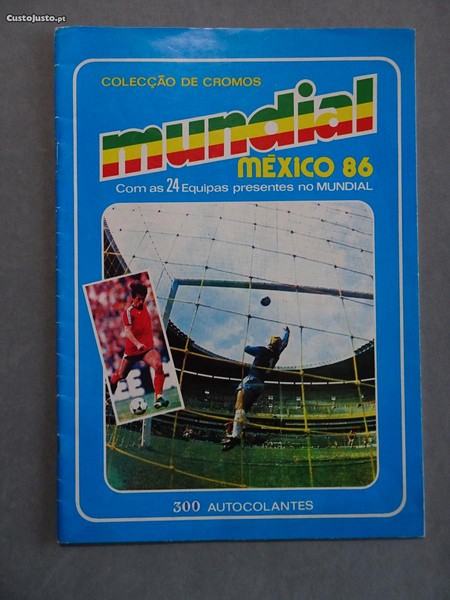 CustoJusto.pt
COLECÇÃO DE CROMOS
mundial
MÉXICO 86
Com as 24 Equipas presentes no MUNDIAL
300 AUTOCOLANTES